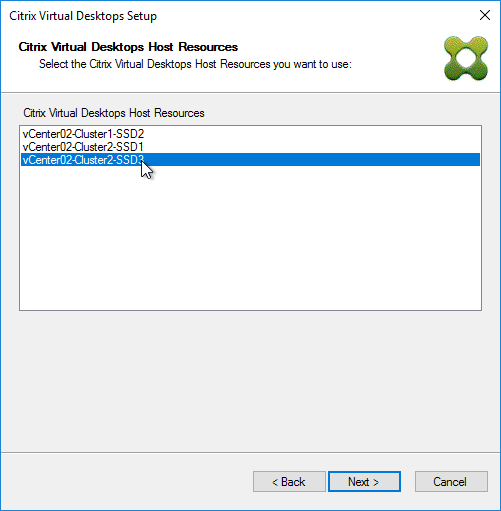 Citrix Virtual Desktops Setup
Citrix Virtual Desktops Host Resources
Select the Citrix Virtual Desktops Host Resources you want to use:
Citrix Virtual Desktops Host Resources
vCenter02-Cluster1-SSD2
vCenter02-Cluster2-SSD1
vCenter02-Cluster2-SSD3
< Back Next > Cancel